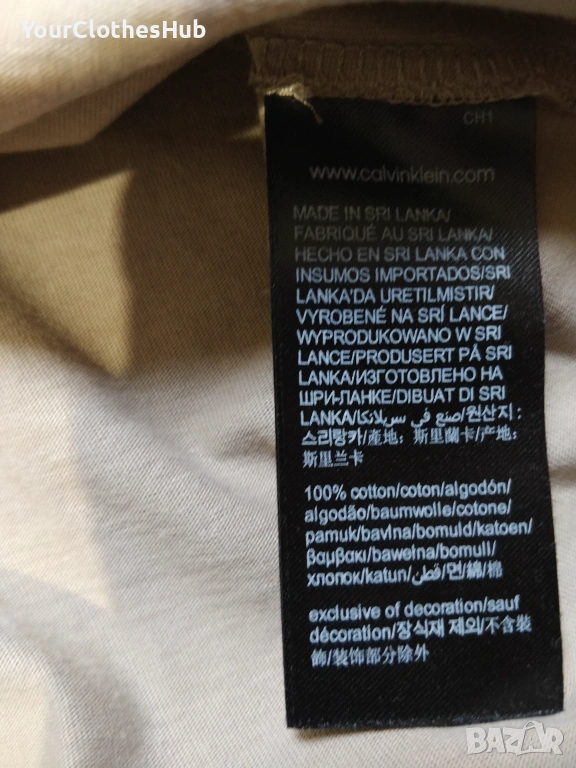 YourClothesHub
CH1
www.calvinklein.com
MADE IN SRI LANKA/
FABRIQUÉ AU SRI LANKA/
HECHO EN SRI LANKA CON
INSUMOS IMPORTADOS/SRI
LANKA'DA URETILMISTIR/
VYROBENÉ NA SRÍ LANCE/
WYPRODUKOWANO W SRI
LANCE/PRODUSERT PÅ SRI
LANKA/ИЗГОТОВЛЕНО НА
ШРИ-ЛАНКЕ/DIBUAT DI SRI
LANKA/صنع في سريلانكا/원산지 :
스리랑카/產地: 斯里蘭卡/产地:
斯里兰卡
100% cotton/coton/algodón/
algodão/baumwolle/cotone/
pamuk/bavlna/bomuld/katoen/
βαμβακι/bawełna/bomull/
хлопок/katun/قطن/면/綿/棉
exclusive of decoration/sauf
décoration/장식재 제외/不含裝
飾/装饰部分除外
BAZAR